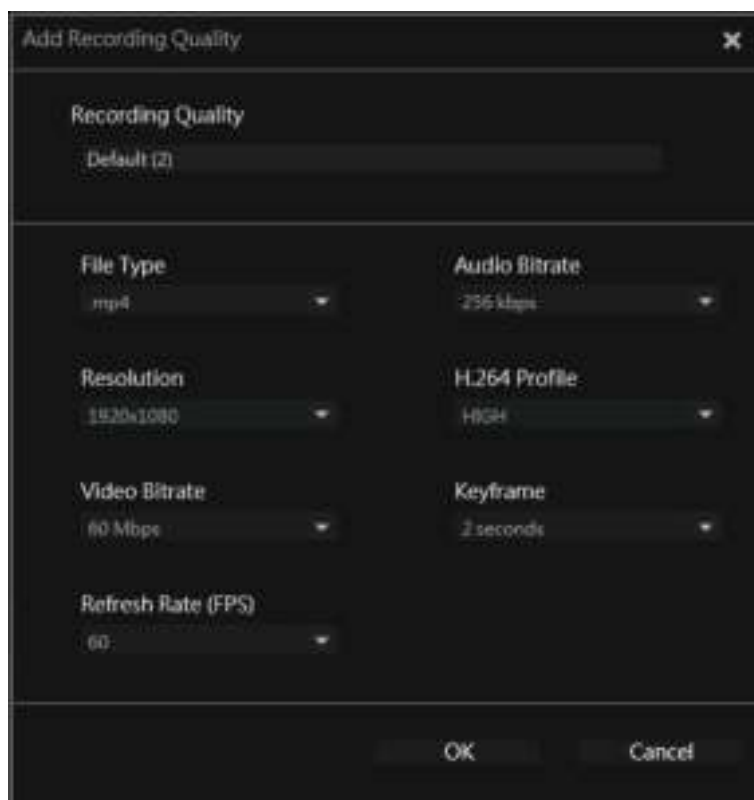 Add Recording Quality
Recording Quality
Default (2)
File Type
mp4
Audio Bitrate
256 kbps
Resolution
1920x1080
H.264 Profile
HIGH
Video Bitrate
60 Mbps
Keyframe
2 seconds
Refresh Rate (FPS)
60
OK
Cancel